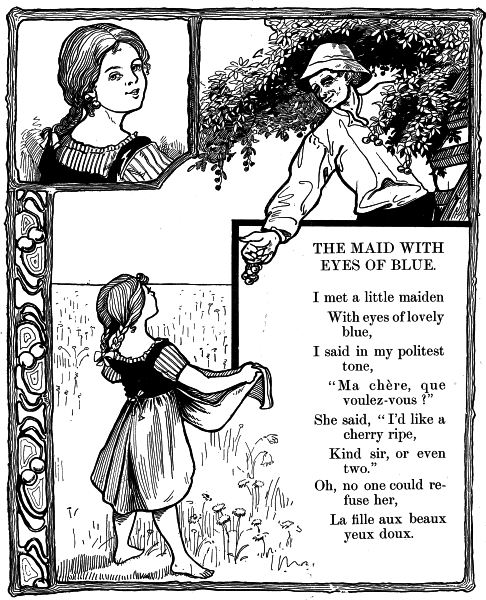 THE MAID WITH
EYES OF BLUE.
I met a little maiden
With eyes of lovely
blue,
I said in my politest
tone,
"Ma chère, que
voulez-vous?"
She said, "I'd like a
cherry ripe,
Kind sir, or even
two."
Oh, no one could re-
fuse her,
La fille aux beaux
yeux doux.